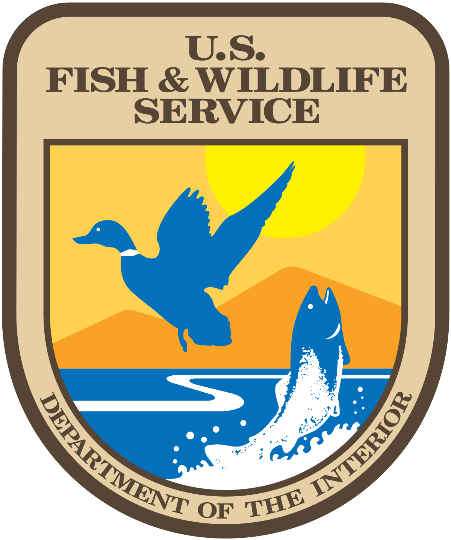 U.S.
FISH & WILDLIFE
SERVICE
DEPARTMENT OF THE INTERIOR